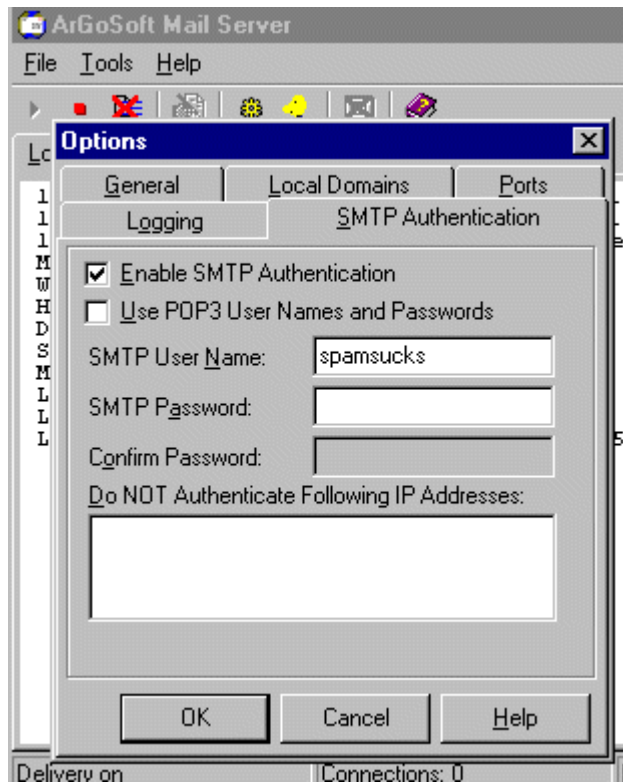 ArGoSoft Mail Server
File Tools Help
Options
General Local Domains Ports
Logging SMTP Authentication
Enable SMTP Authentication
Use POP3 User Names and Passwords
SMTP User Name: spamsucks
SMTP Password:
Confirm Password:
Do NOT Authenticate Following IP Addresses:
OK Cancel Help
Delivery on Connections: 0